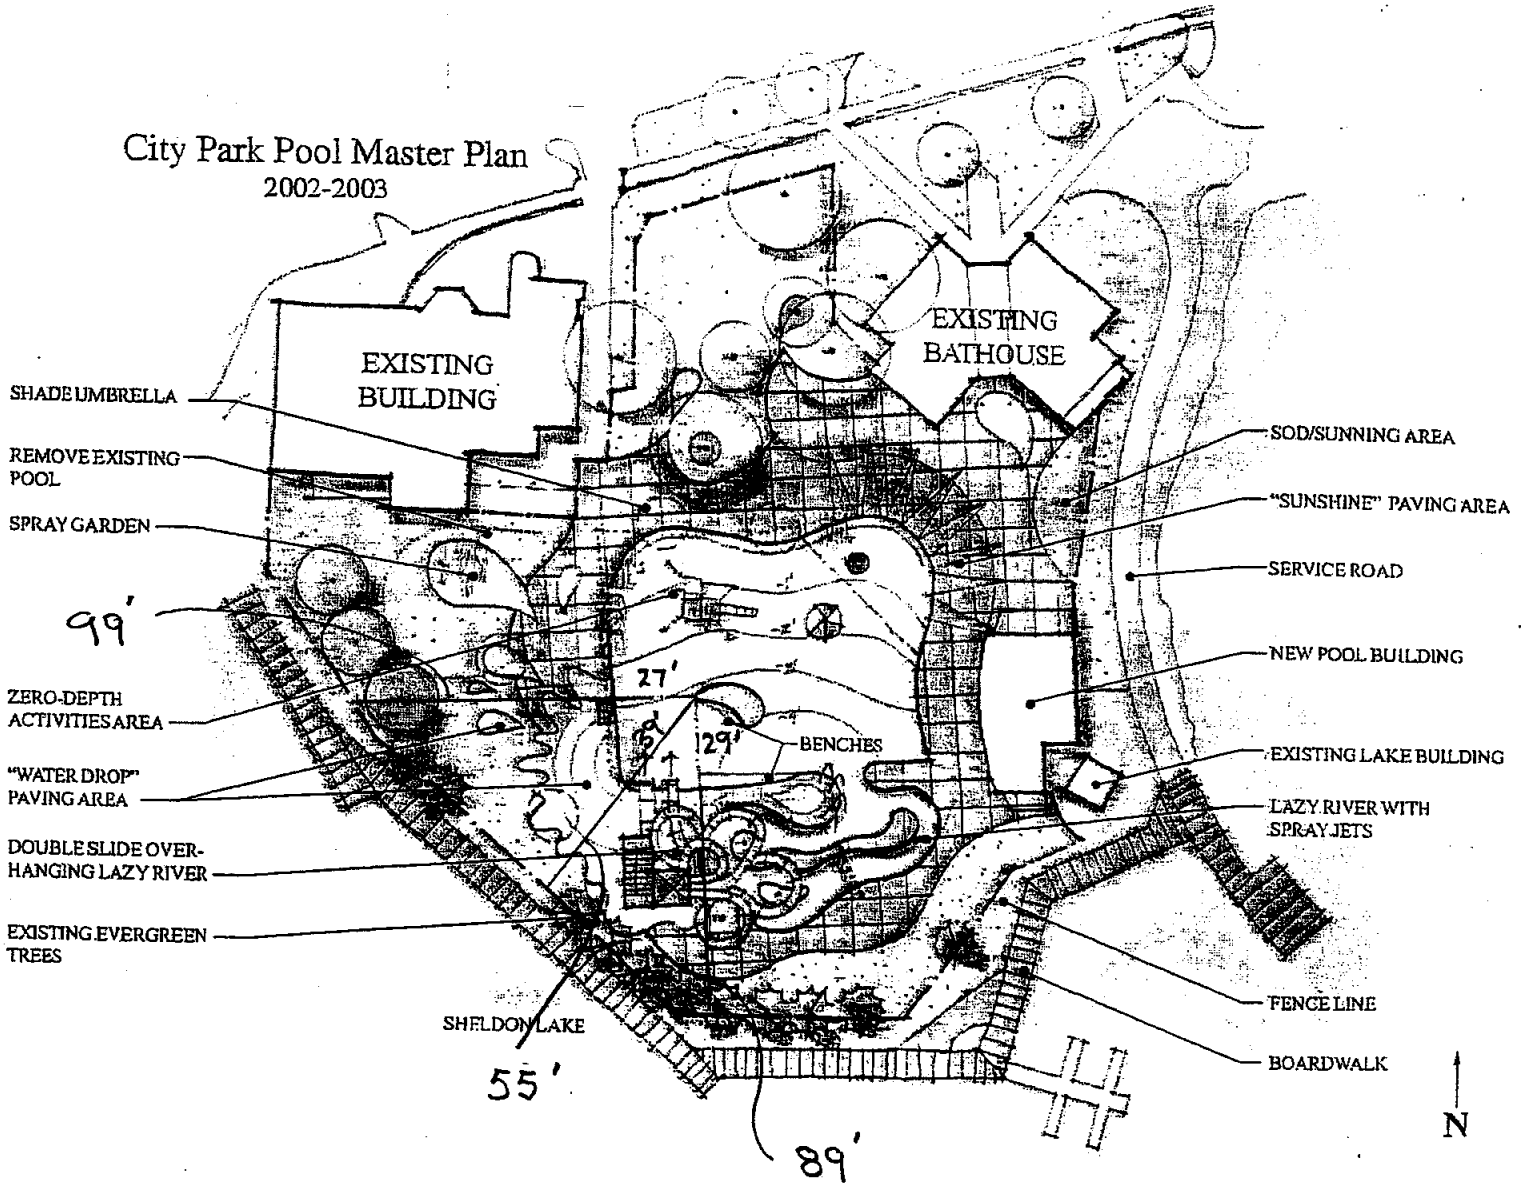 City Park Pool Master Plan
2002-2003
EXISTING
BUILDING
EXISTING
BATHOUSE
SHADE UMBRELLA
REMOVE EXISTING
POOL
SPRAY GARDEN
99'
ZERO-DEPTH
ACTIVITIES AREA
"WATER DROP"
PAVING AREA
DOUBLE SLIDE OVER-
HANGING LAZY RIVER
EXISTING EVERGREEN
TREES
SHELDON LAKE
55'
89'
27'
39'
29'
-2'
BENCHES
SOD/SUNNING AREA
"SUNSHINE" PAVING AREA
SERVICE ROAD
NEW POOL BUILDING
EXISTING LAKE BUILDING
LAZY RIVER WITH
SPRAY JETS
FENCE LINE
BOARDWALK
N